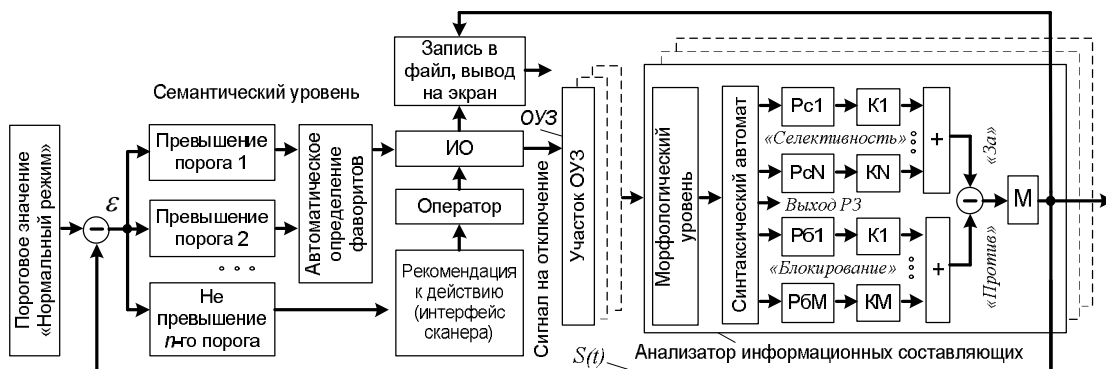 Пороговое значение
«Нормальный режим»
ε
Семантический уровень
Превышение
порога 1
Превышение
порога 2
Не
превышение
n-го порога
Автоматическое
определение
фаворитов
Запись в
файл, вывод
на экран
ИО
Оператор
Рекомендация
к действию
(интерфейс
сканера)
Сигнал на отключение
ОУЗ
Участок ОУЗ
Морфологический
уровень
Синтаксический автомат
Рс1
К1
«Селективность»
РсN
КN
Выход РЗ
Рб1
К1
«Блокирование»
РбМ
КМ
+
+
«За»
«Против»
М
S(t)
Анализатор информационных составляющих